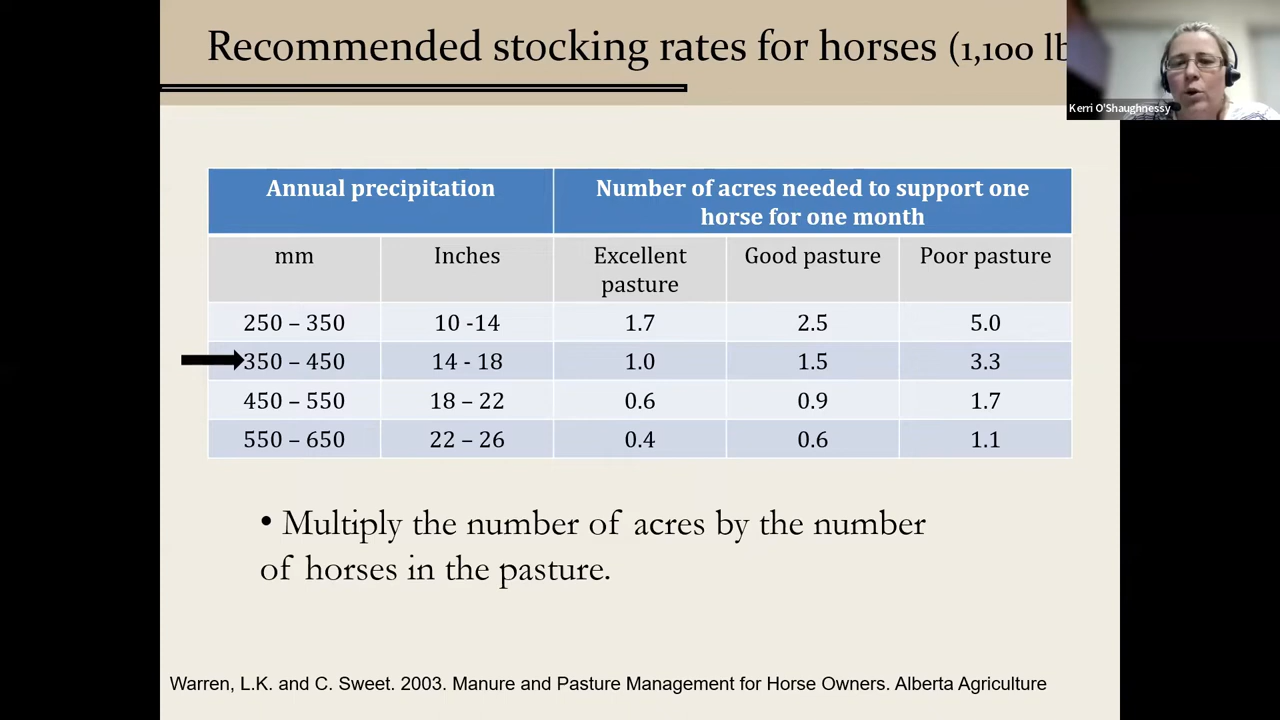 Recommended stocking rates for horses (1,100 lb
Kerri O'Shaughnessy
Annual precipitation
Number of acres needed to support one
horse for one month
mm Inches Excellent Good pasture Poor pasture
pasture
250 – 350 10 -14 1.7 2.5 5.0
350 – 450 14 - 18 1.0 1.5 3.3
450 – 550 18 – 22 0.6 0.9 1.7
550 – 650 22 – 26 0.4 0.6 1.1
• Multiply the number of acres by the number
of horses in the pasture.
Warren, L.K. and C. Sweet. 2003. Manure and Pasture Management for Horse Owners. Alberta Agriculture